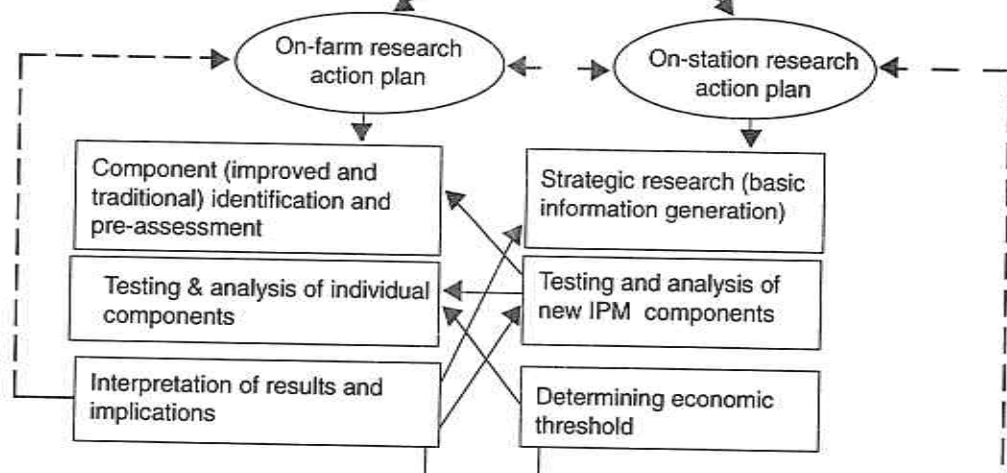 On-farm research
action plan
On-station research
action plan
Component (improved and
traditional) identification and
pre-assessment
Strategic research (basic
information generation)
Testing & analysis of individual
components
Testing and analysis of
new IPM components
Interpretation of results and
implications
Determining economic
threshold